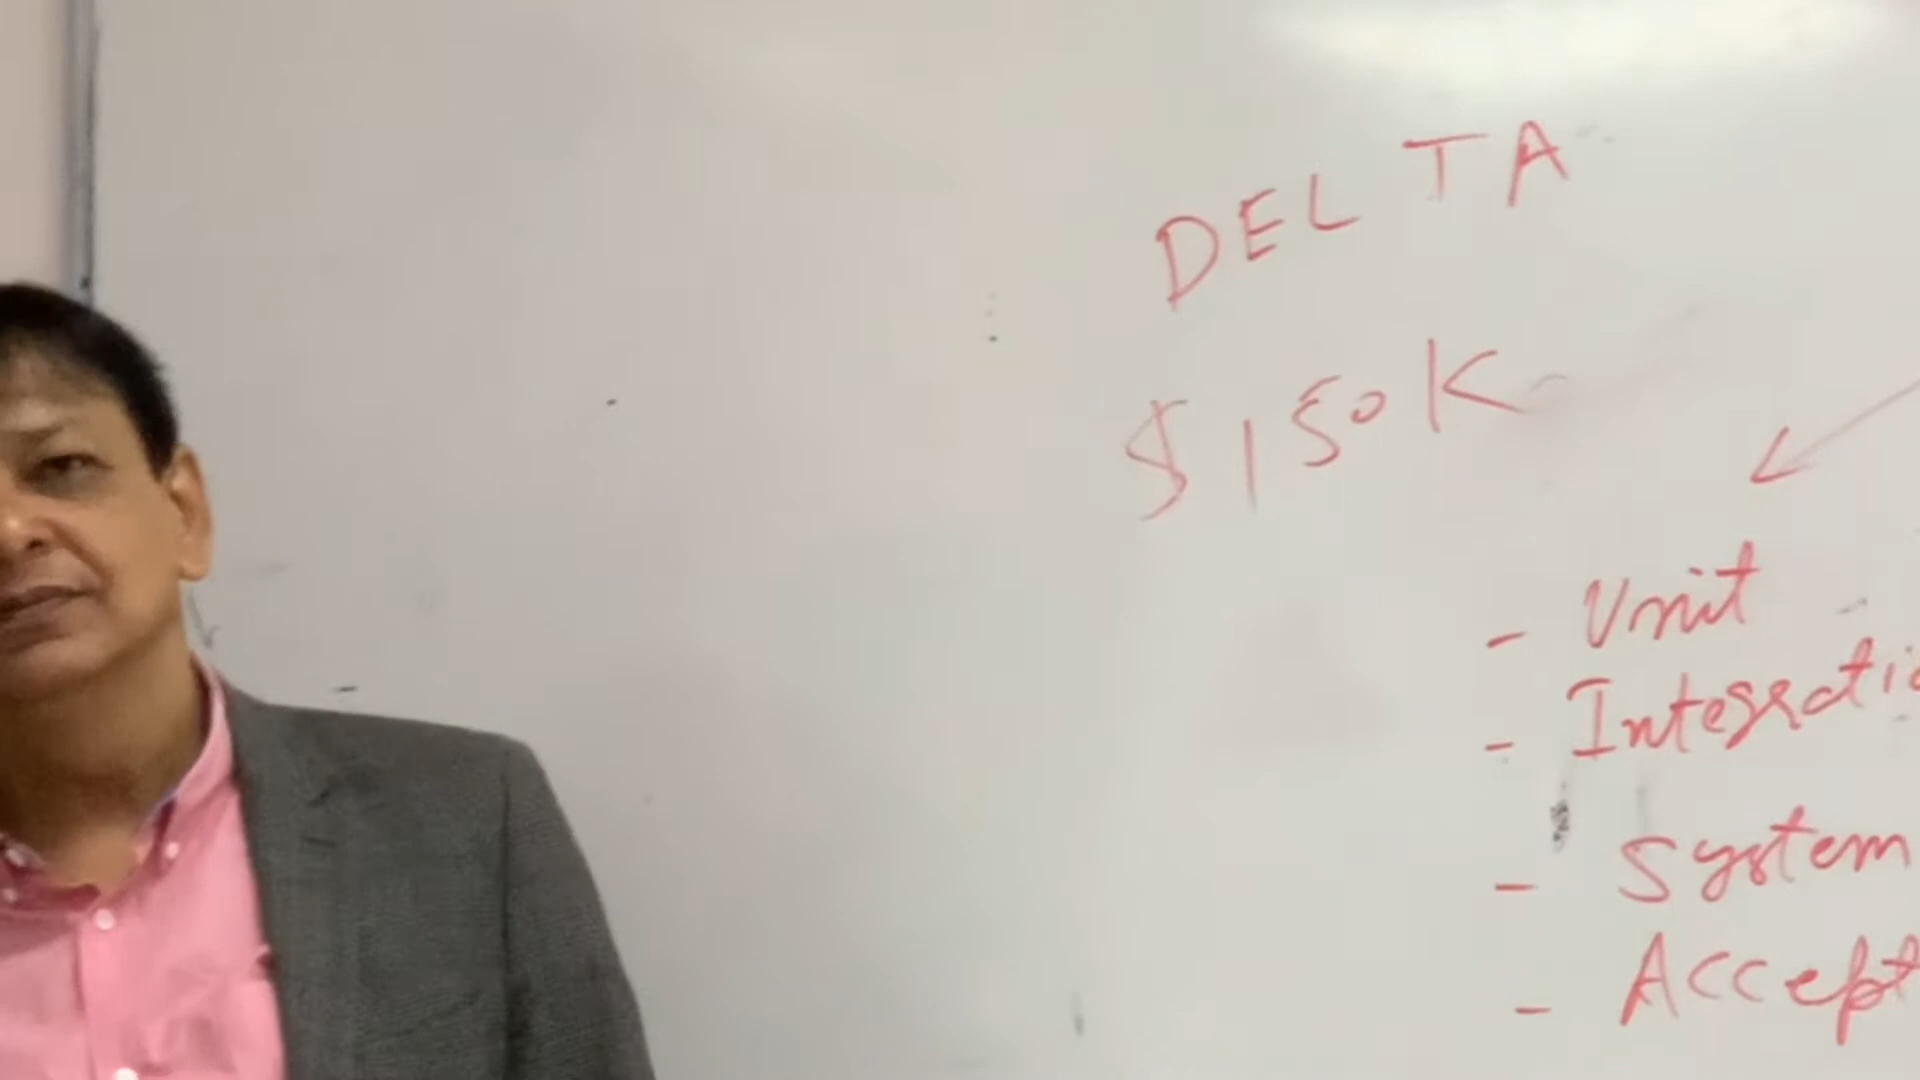 DELTA
$150K
- Unit
- Integratio
- System
- Accept